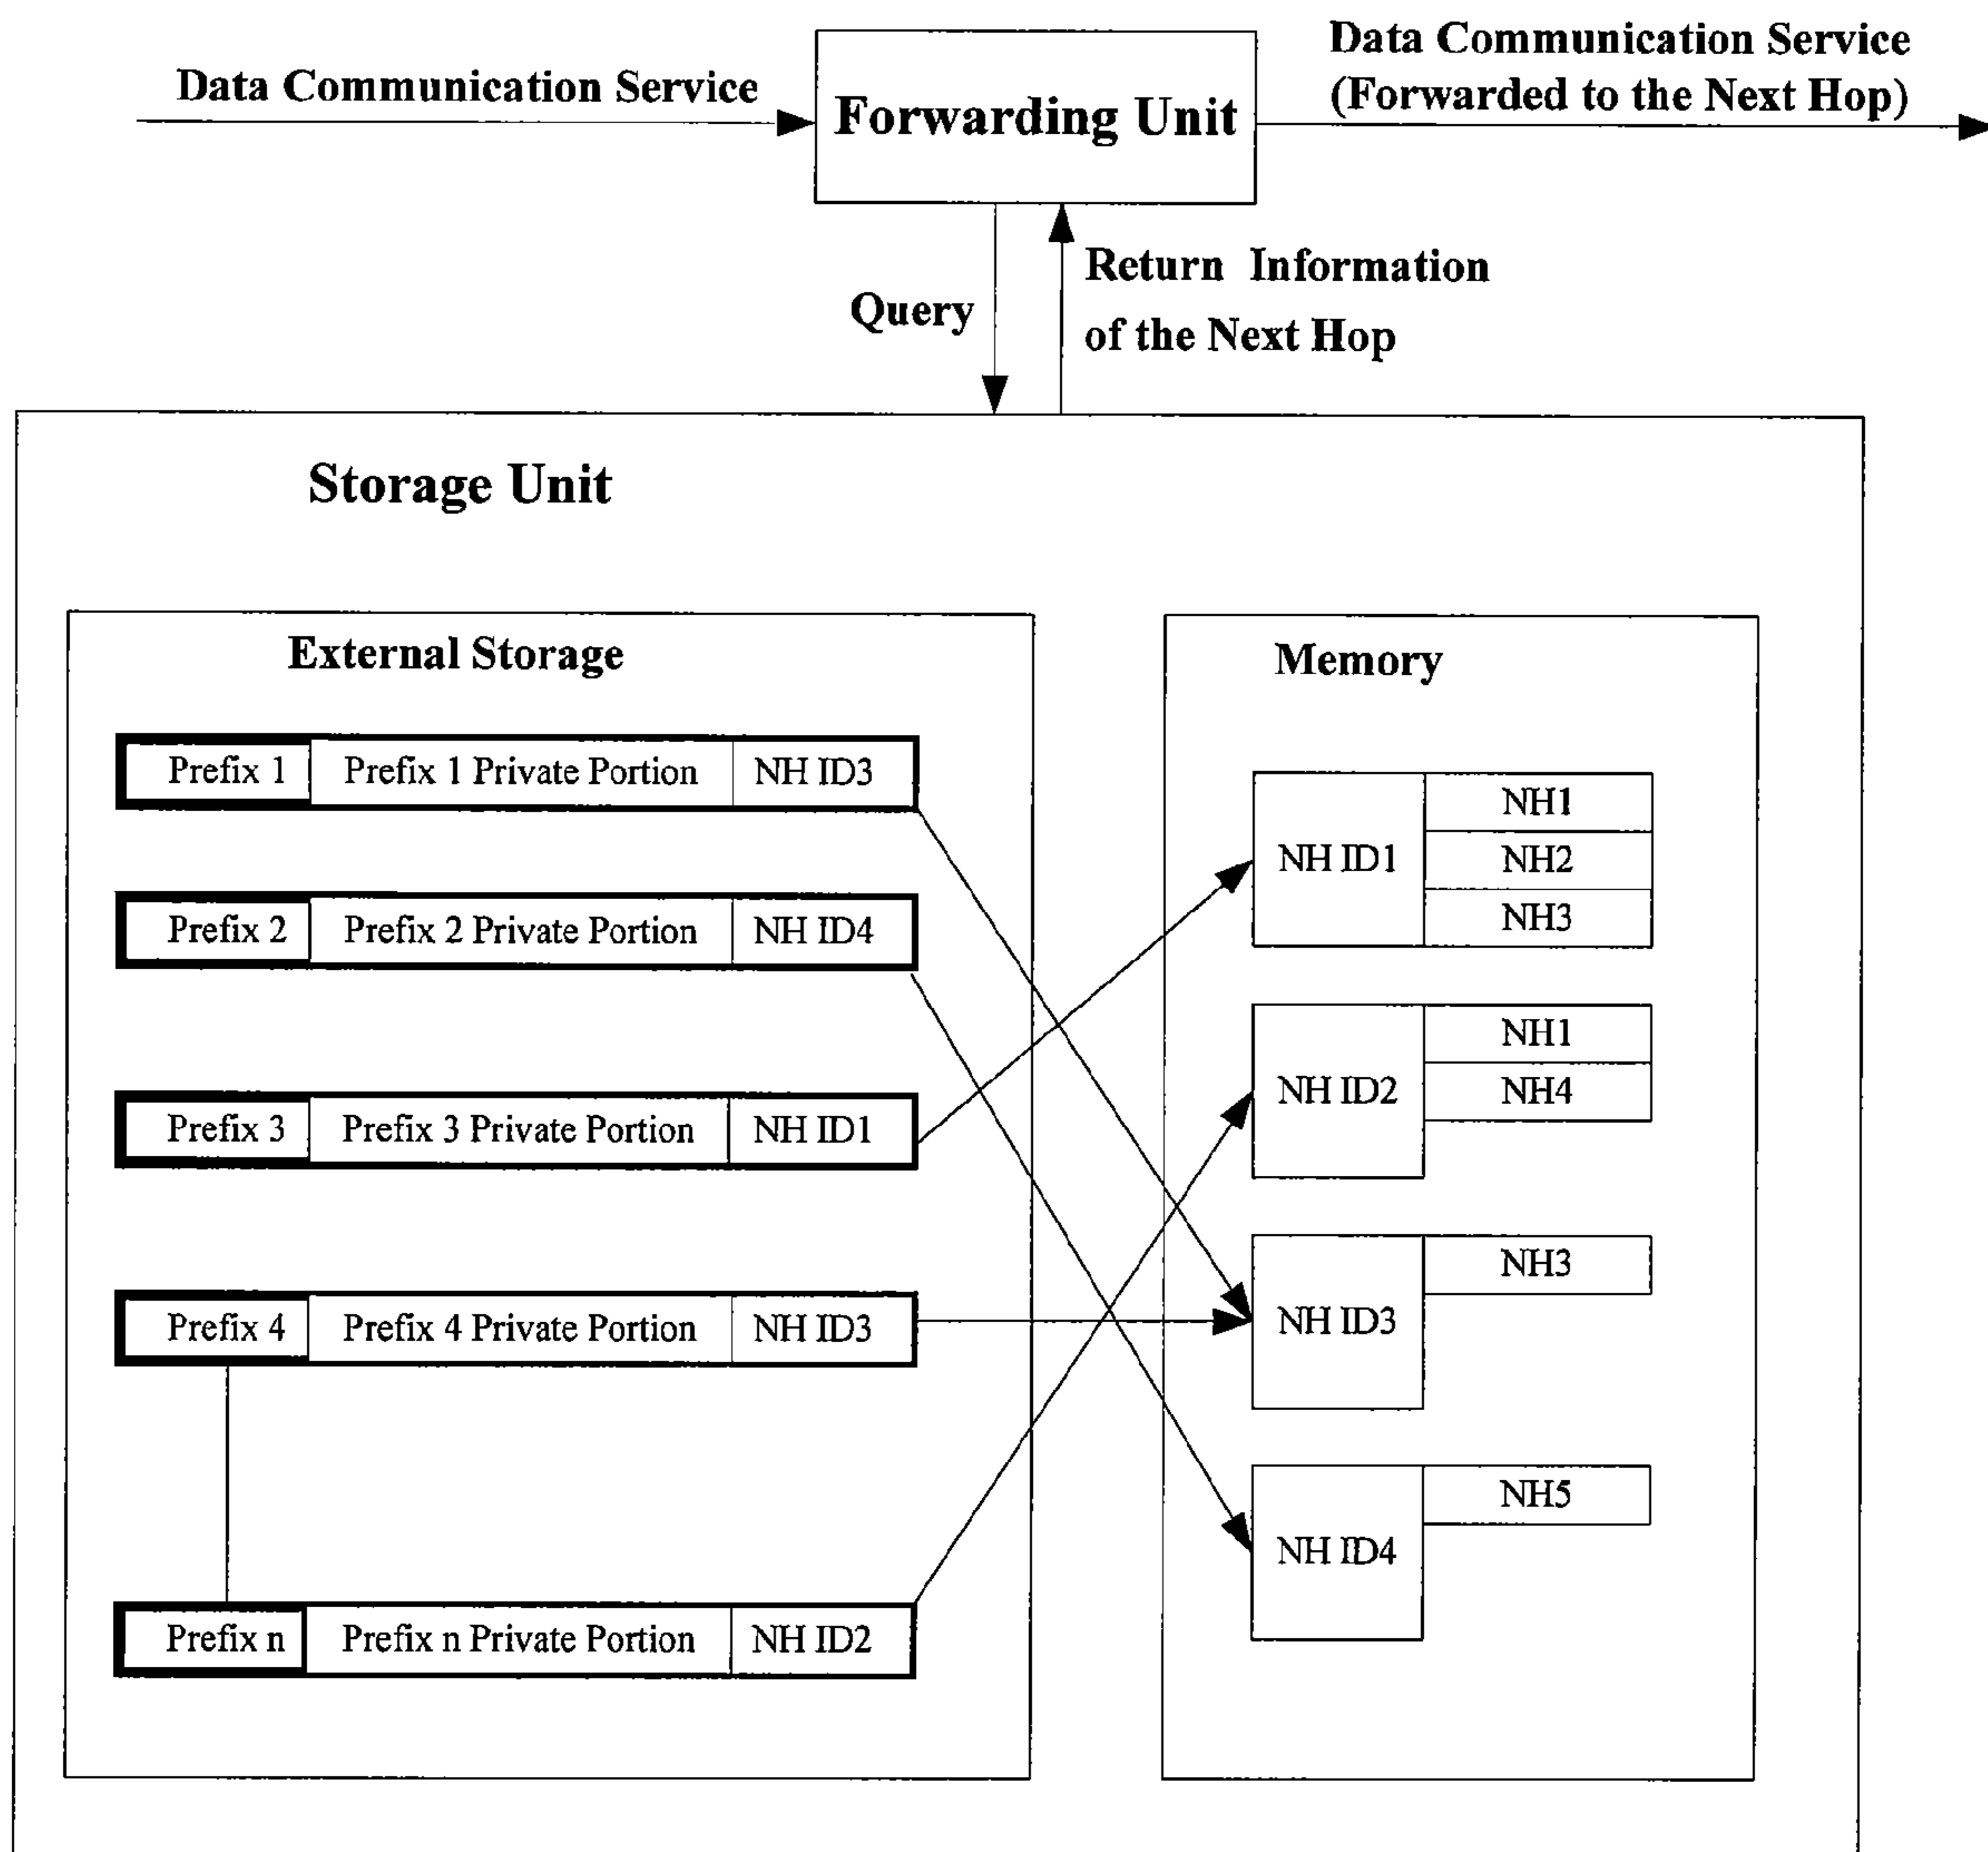 Data Communication Service
Forwarding Unit
Data Communication Service
(Forwarded to the Next Hop)
Query
Return Information
of the Next Hop
Storage Unit
External Storage
Prefix 1 Prefix 1 Private Portion NH ID3
Prefix 2 Prefix 2 Private Portion NH ID4
Prefix 3 Prefix 3 Private Portion NH ID1
Prefix 4 Prefix 4 Private Portion NH ID3
Prefix n Prefix n Private Portion NH ID2
Memory
NH ID1
NH1
NH2
NH3
NH ID2
NH1
NH4
NH ID3
NH3
NH ID4
NH5